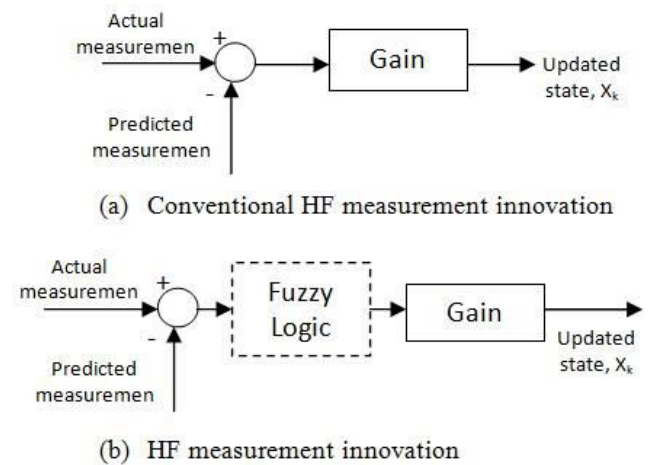 Actual
measuremen
+
-
Gain
Updated
state, Xₖ
Predicted
measuremen
(a) Conventional HF measurement innovation
Actual
measuremen
+
-
Fuzzy
Logic
Gain
Updated
state, Xₖ
Predicted
measuremen
(b) HF measurement innovation